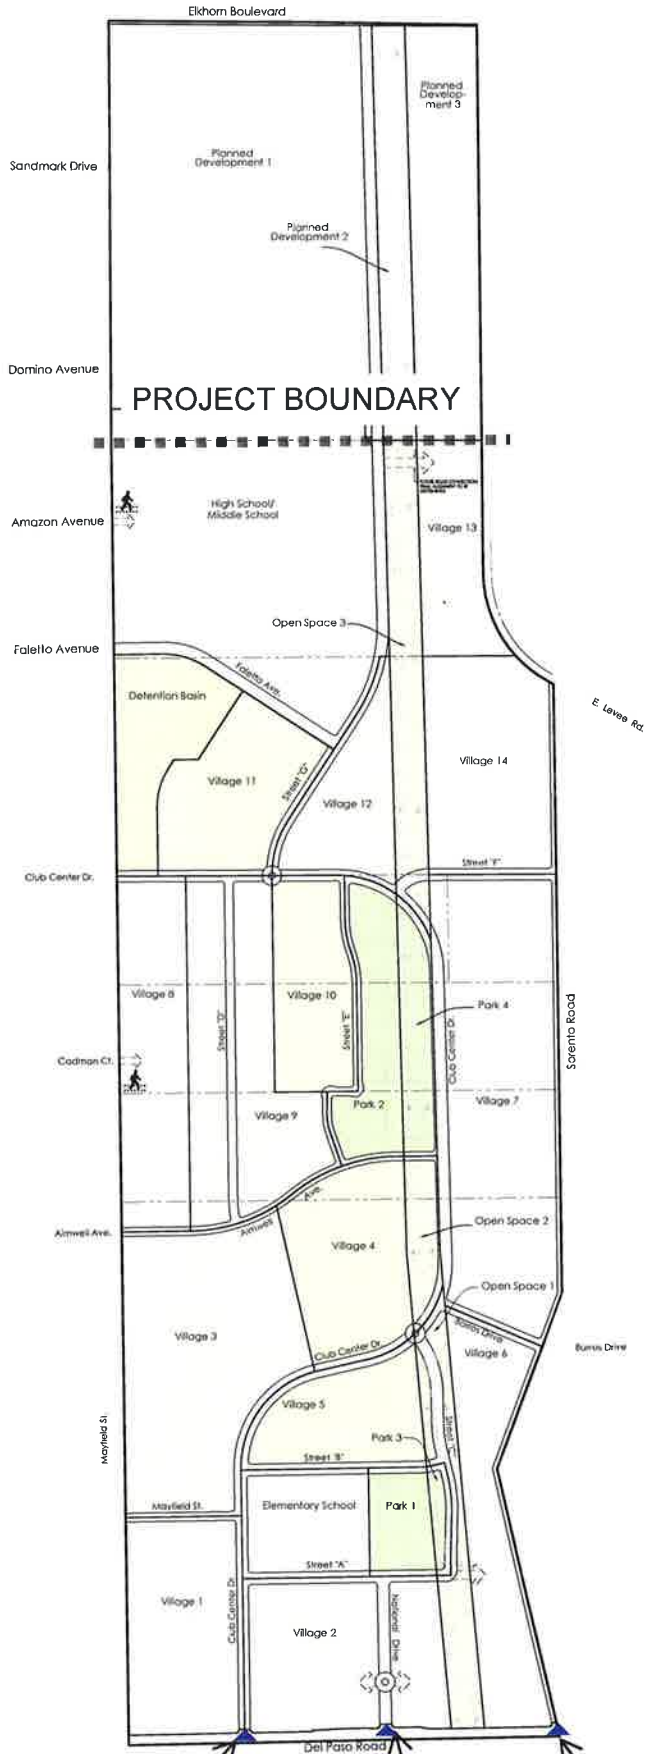 Elkhorn Boulevard
Planned
Develop-
ment 3
Planned
Development 1
Sandmark Drive
Planned
Development 2
Domino Avenue
PROJECT BOUNDARY
High School/
Middle School
Amazon Avenue
Village 13
Open Space 3
Faletto Avenue
Faletto Ave.
Detention Basin
E. Levee Rd.
Village 14
Village 11
Street "G"
Village 12
Street "F"
Club Center Dr.
Village 8
Village 10
Park 4
Street "D"
Street "E"
Club Center Dr.
Sorento Road
Cadman Ct.
Village 9
Park 2
Village 7
Aimwell Ave.
Aimwell Ave.
Open Space 2
Village 4
Open Space 1
Village 3
Club Center Dr.
Burros Drive
Village 6
Burros Drive
Village 5
Park 3
Street "C"
Mayfield St.
Street "B"
Mayfield St.
Elementary School
Park 1
Street "A"
Village 1
Club Center Dr
Village 2
National Drive
Del Paso Road